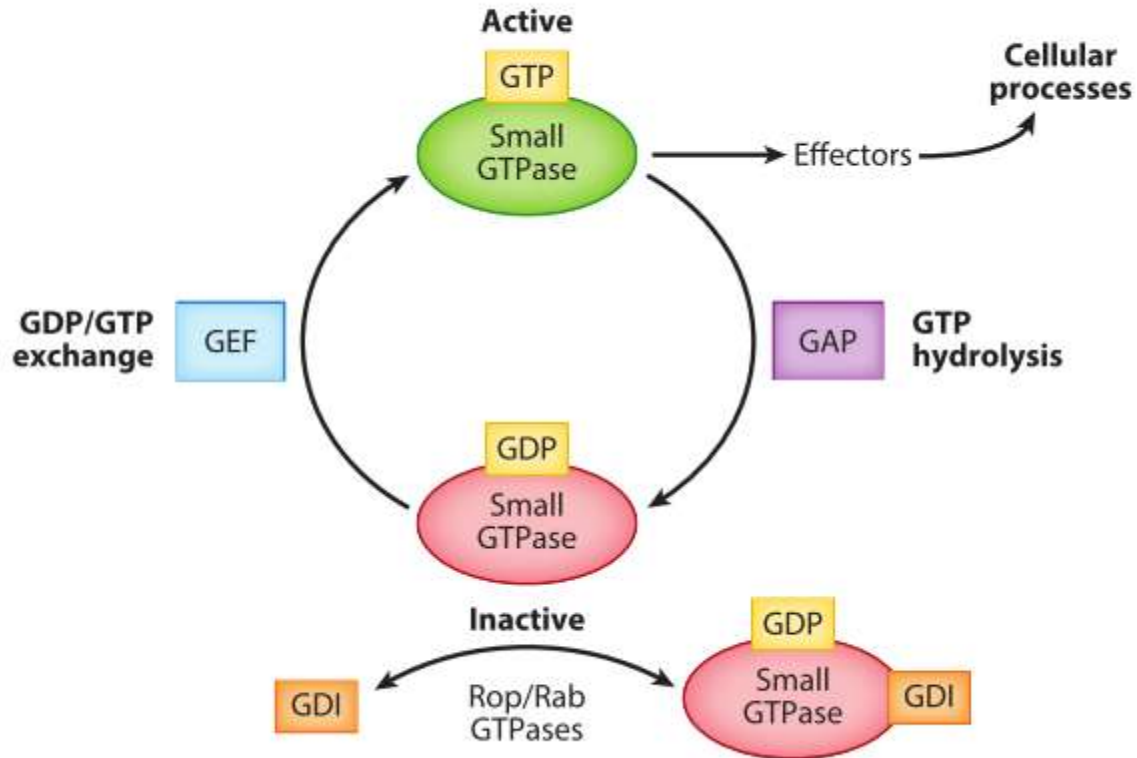 Active
GTP
Small
GTPase
Effectors
Cellular
processes
GDP/GTP
exchange
GEF
GAP
GTP
hydrolysis
GDP
Small
GTPase
Inactive
GDI
Rop/Rab
GTPases
GDP
Small
GTPase
GDI